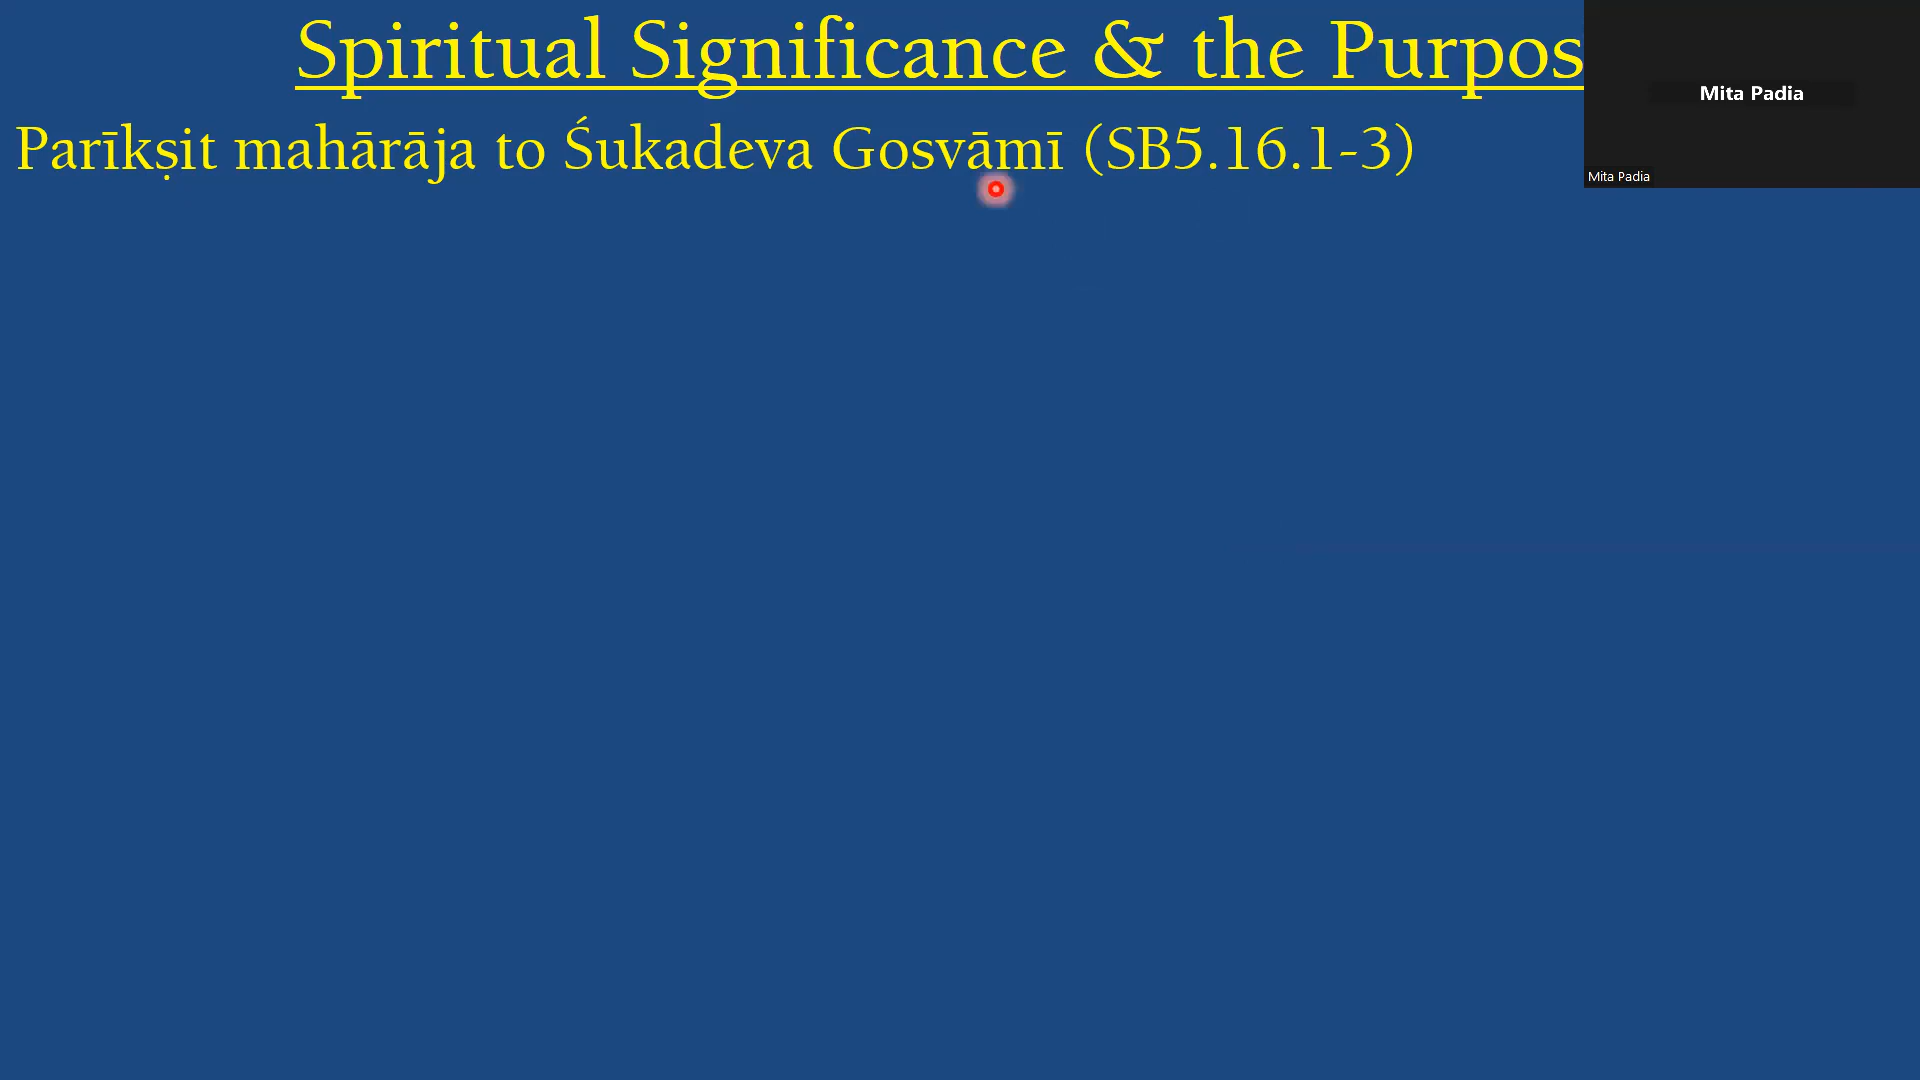 Spiritual Significance & the Purpos
Parīkṣit mahārāja to Śukadeva Gosvāmī (SB5.16.1-3)
Mita Padia
Mita Padia